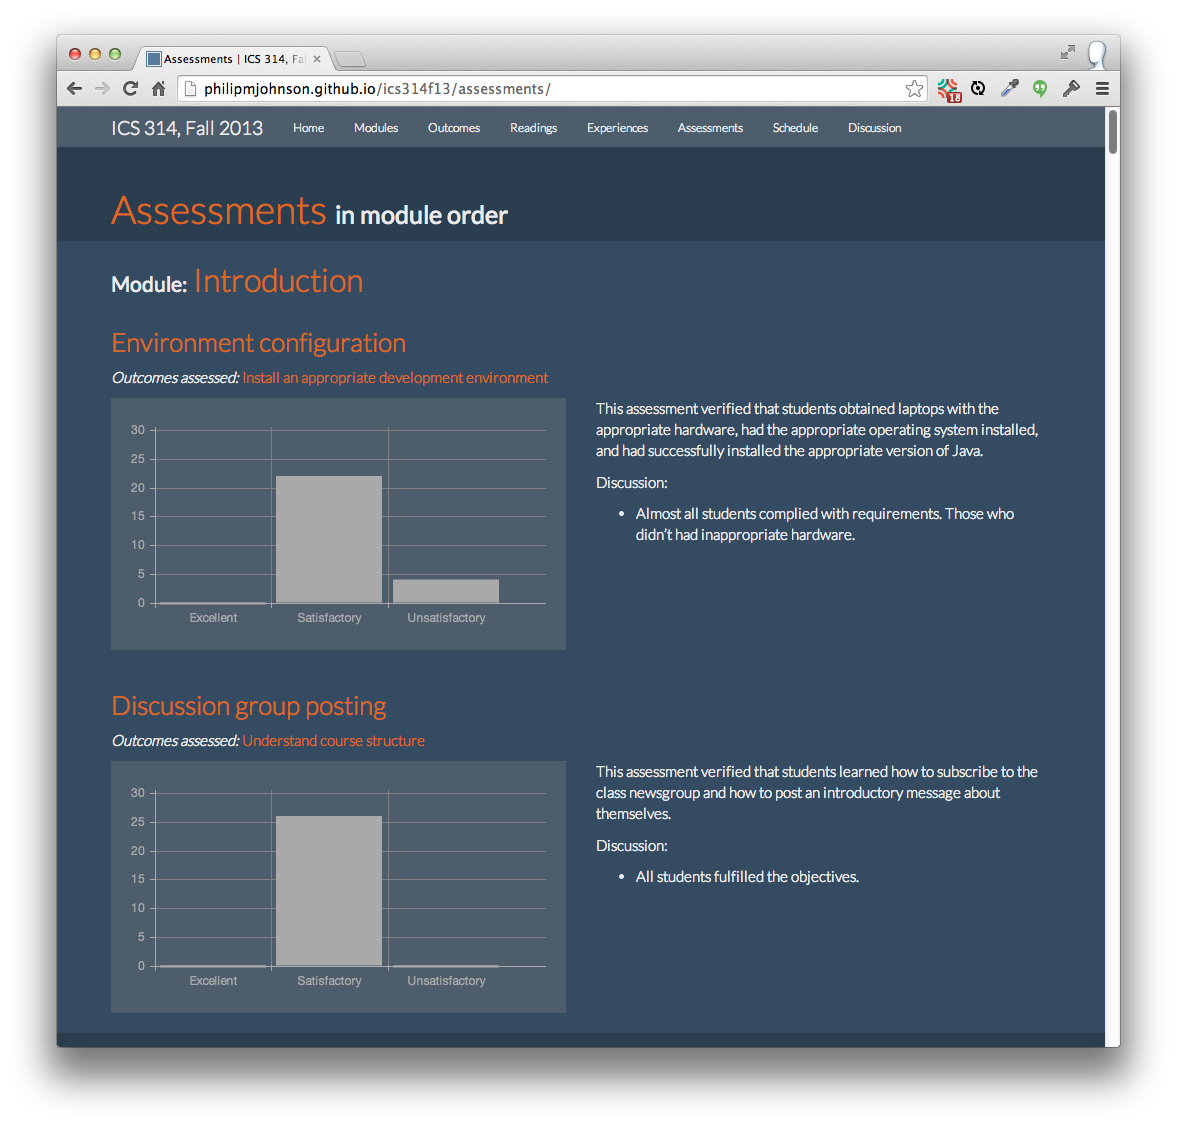 Assessments | ICS 314, Fa
philipmjohnson.github.io/ics314f13/assessments/
18
ICS 314, Fall 2013 Home Modules Outcomes Readings Experiences Assessments Schedule Discussion
Assessments in module order
Module: Introduction
Environment configuration
Outcomes assessed: Install an appropriate development environment
30
25
20
15
10
5
0
Excellent Satisfactory Unsatisfactory
This assessment verified that students obtained laptops with the
appropriate hardware, had the appropriate operating system installed,
and had successfully installed the appropriate version of Java.
Discussion:
• Almost all students complied with requirements. Those who
didn't had inappropriate hardware.
Discussion group posting
Outcomes assessed: Understand course structure
30
25
20
15
10
5
0
Excellent Satisfactory Unsatisfactory
This assessment verified that students learned how to subscribe to the
class newsgroup and how to post an introductory message about
themselves.
Discussion:
• All students fulfilled the objectives.